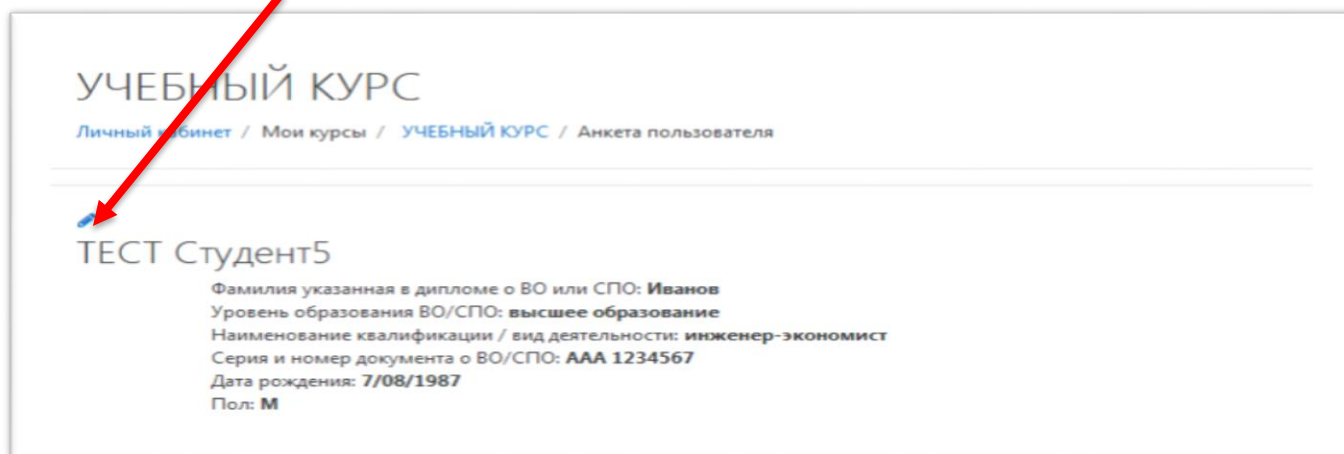 УЧЕБНЫЙ КУРС
Личный кабинет / Мои курсы / УЧЕБНЫЙ КУРС / Анкета пользователя
ТЕСТ Студент5
Фамилия указанная в дипломе о ВО или СПО: Иванов
Уровень образования ВО/СПО: высшее образование
Наименование квалификации / вид деятельности: инженер-экономист
Серия и номер документа о ВО/СПО: ААА 1234567
Дата рождения: 7/08/1987
Пол: М